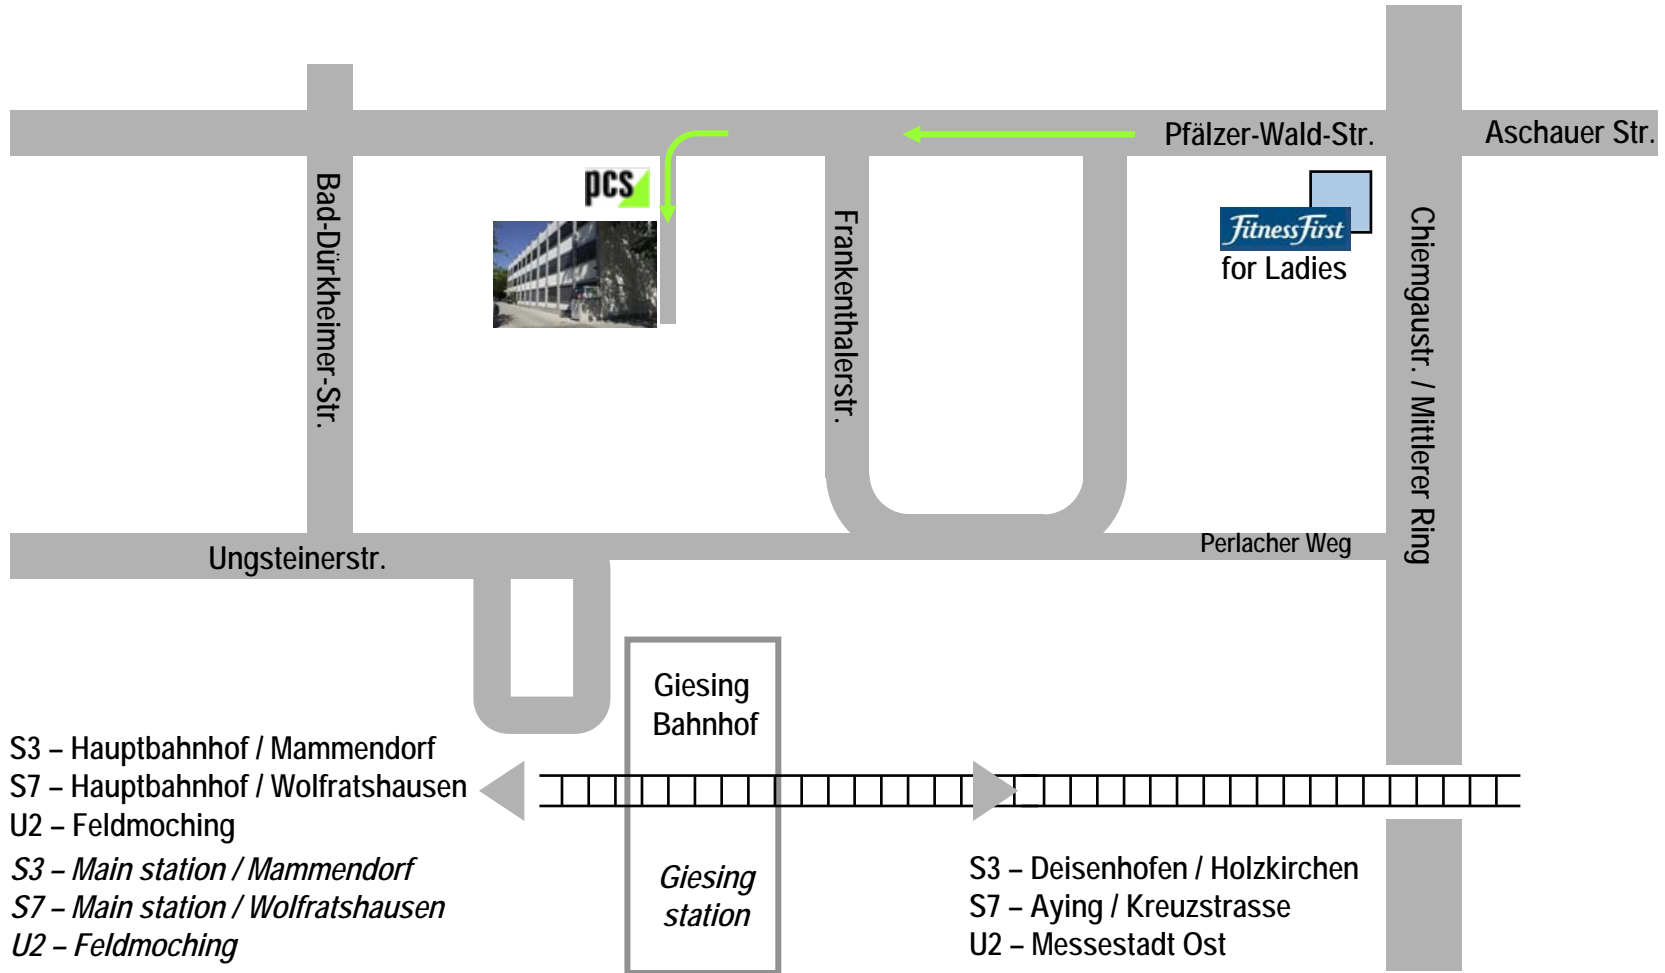 Pfälzer-Wald-Str.
Aschauer Str.
pcs
Bad-Dürkheimer-Str.
Frankenthalerstr.
Fitness First
for Ladies
Chiemgaustr. / Mittlerer Ring
Ungsteinerstr.
Perlacher Weg
Giesing
Bahnhof
S3 – Hauptbahnhof / Mammendorf
S7 – Hauptbahnhof / Wolfratshausen
U2 – Feldmoching
S3 – Main station / Mammendorf
S7 – Main station / Wolfratshausen
U2 – Feldmoching
Giesing
station
S3 – Deisenhofen / Holzkirchen
S7 – Aying / Kreuzstrasse
U2 – Messestadt Ost